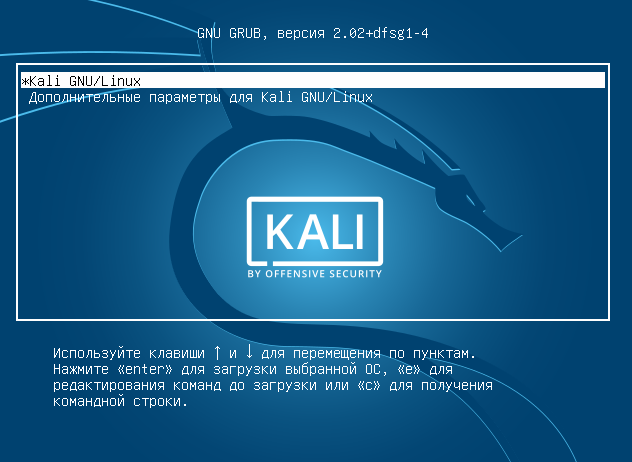 GNU GRUB, версия 2.02+dfsg1-4
*Kali GNU/Linux
Дополнительные параметры для Kali GNU/Linux
KALI
BY OFFENSIVE SECURITY
Используйте клавиши ↑ и ↓ для перемещения по пунктам.
Нажмите «enter» для загрузки выбранной ОС, «e» для
редактирования команд до загрузки или «c» для получения
командной строки.